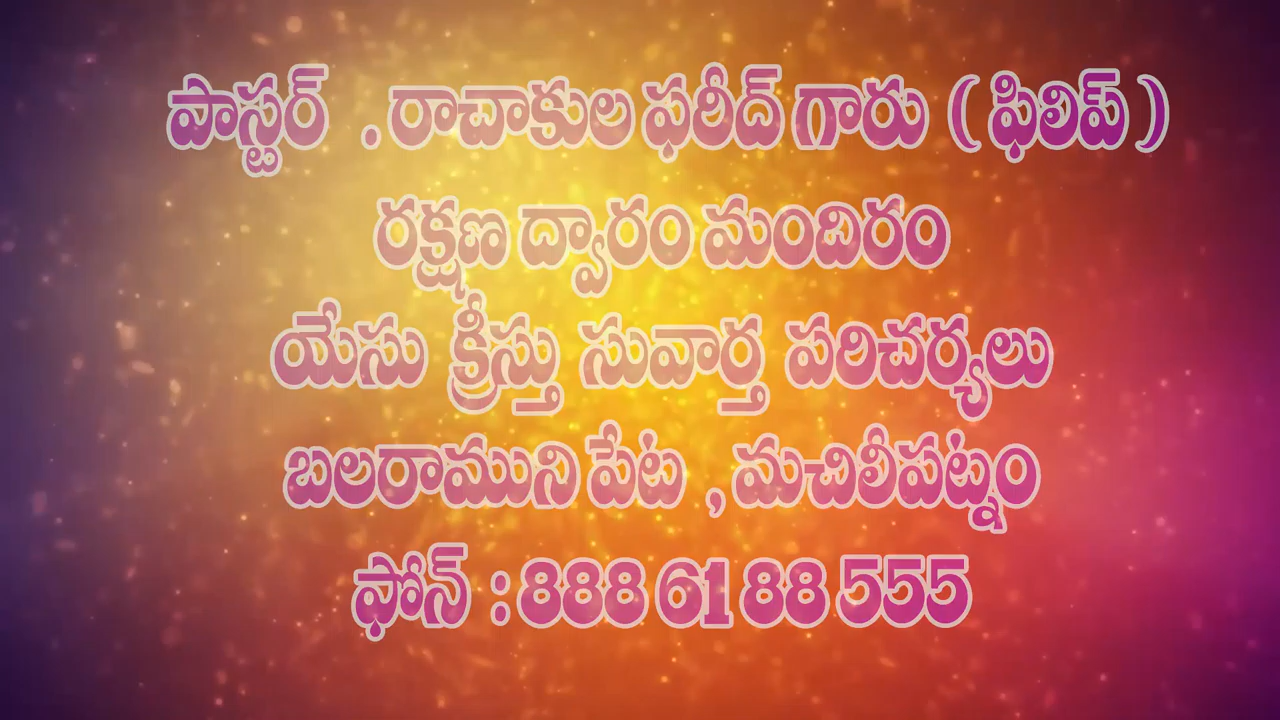 పాస్టర్ . రాచాకుల ఫరీద్ గారు ( ఫిలిప్ )
రక్షణ ద్వారం మందిరం
యేసు క్రీస్తు సువార్త పరిచర్యలు
బలరాముని పేట , మచిలీపట్నం
ఫోన్ : 888 61 88 555